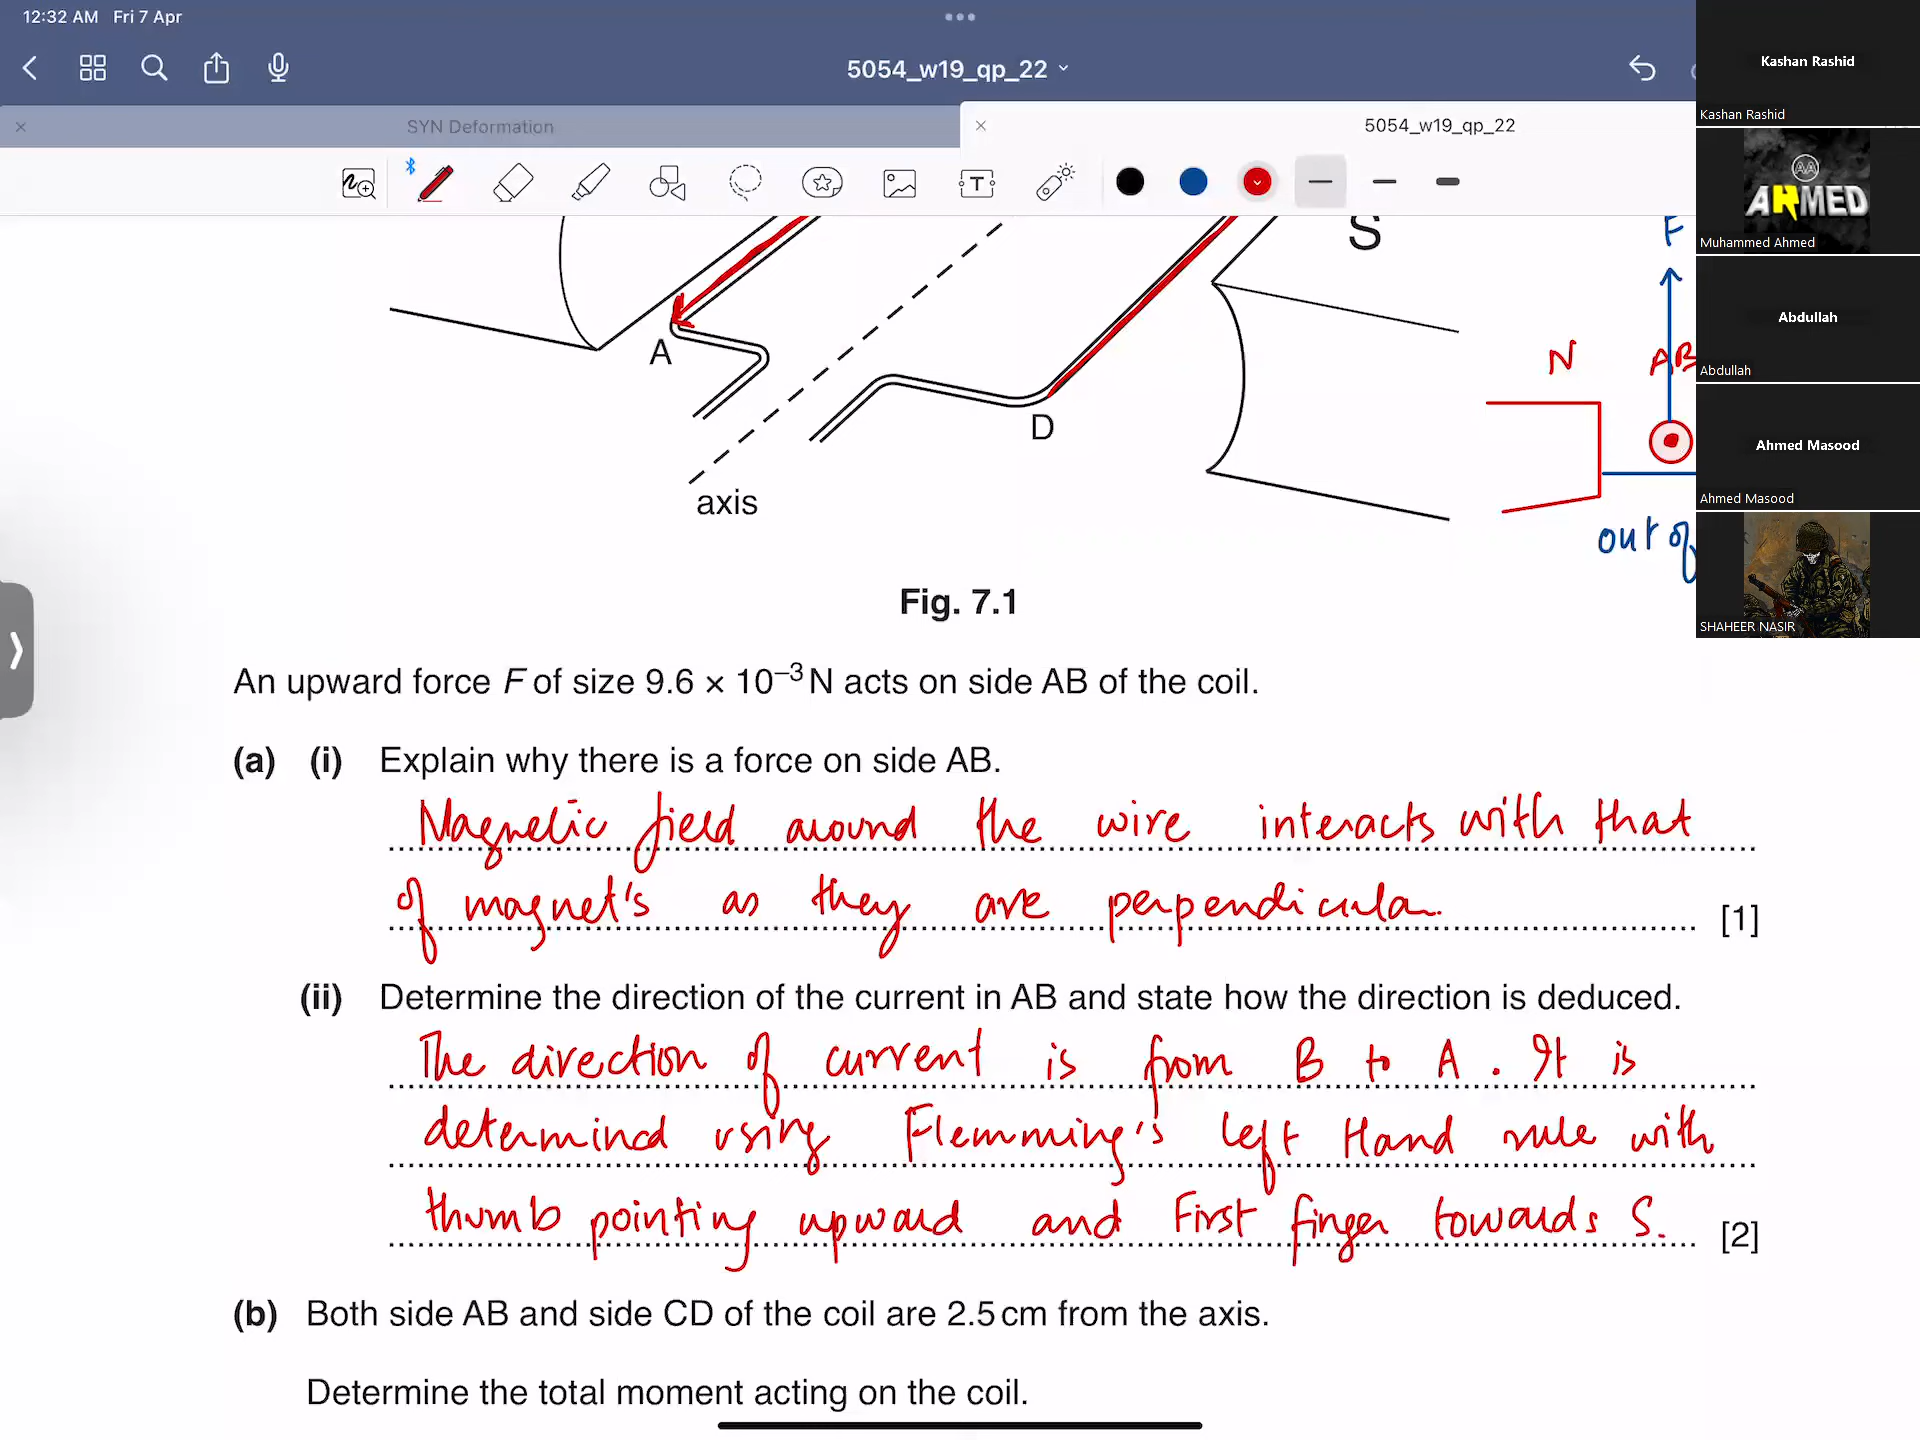 12:32 AM Fri 7 Apr
5054_w19_qp_22
SYN Deformation
5054_w19_qp_22
Kashan Rashid
Kashan Rashid
AA
ARMED
Muhammed Ahmed
Abdullah
Abdullah
Ahmed Masood
Ahmed Masood
SHAHEER NASIR
S
F
A
N
AB
D
axis
out of
Fig. 7.1
An upward force F of size 9.6 × 10⁻³ N acts on side AB of the coil.
(a) (i) Explain why there is a force on side AB.
Magnetic field around the wire interacts with that
of magnet's as they are perpendicular. [1]
(ii) Determine the direction of the current in AB and state how the direction is deduced.
The direction of current is from B to A. It is
determined using Flemming's left Hand rule with
thumb pointing upward and First finger towards S. [2]
(b) Both side AB and side CD of the coil are 2.5 cm from the axis.
Determine the total moment acting on the coil.